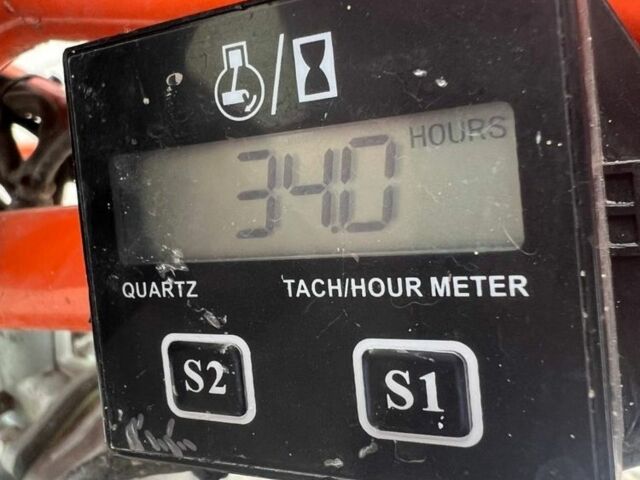 HOURS
34.0
QUARTZ TACH/HOUR METER
S2 S1